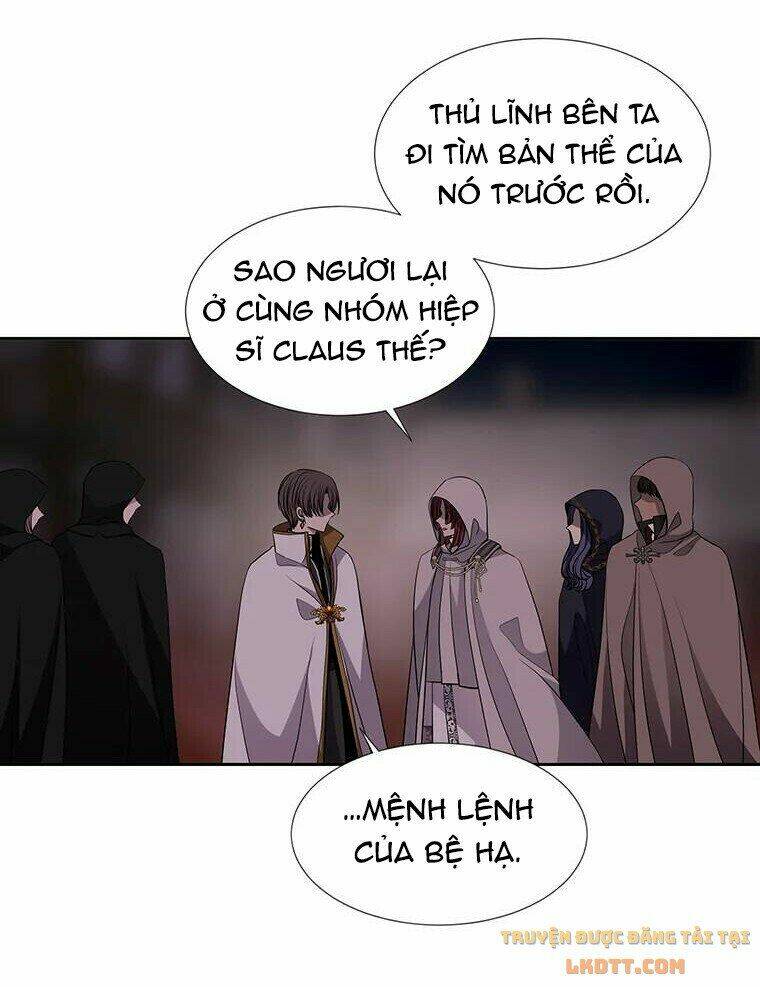 THỦ LĨNH BÊN TA
ĐI TÌM BẢN THỂ CỦA
NÓ TRƯỚC RỒI.
SAO NGƯƠI LẠI
Ở CÙNG NHÓM HIỆP
SĨ CLAUS THẾ?
...MỆNH LỆNH
CỦA BỆ HẠ.
TRUYỆN ĐƯỢC ĐĂNG TẢI TẠI
LKDTT.COM